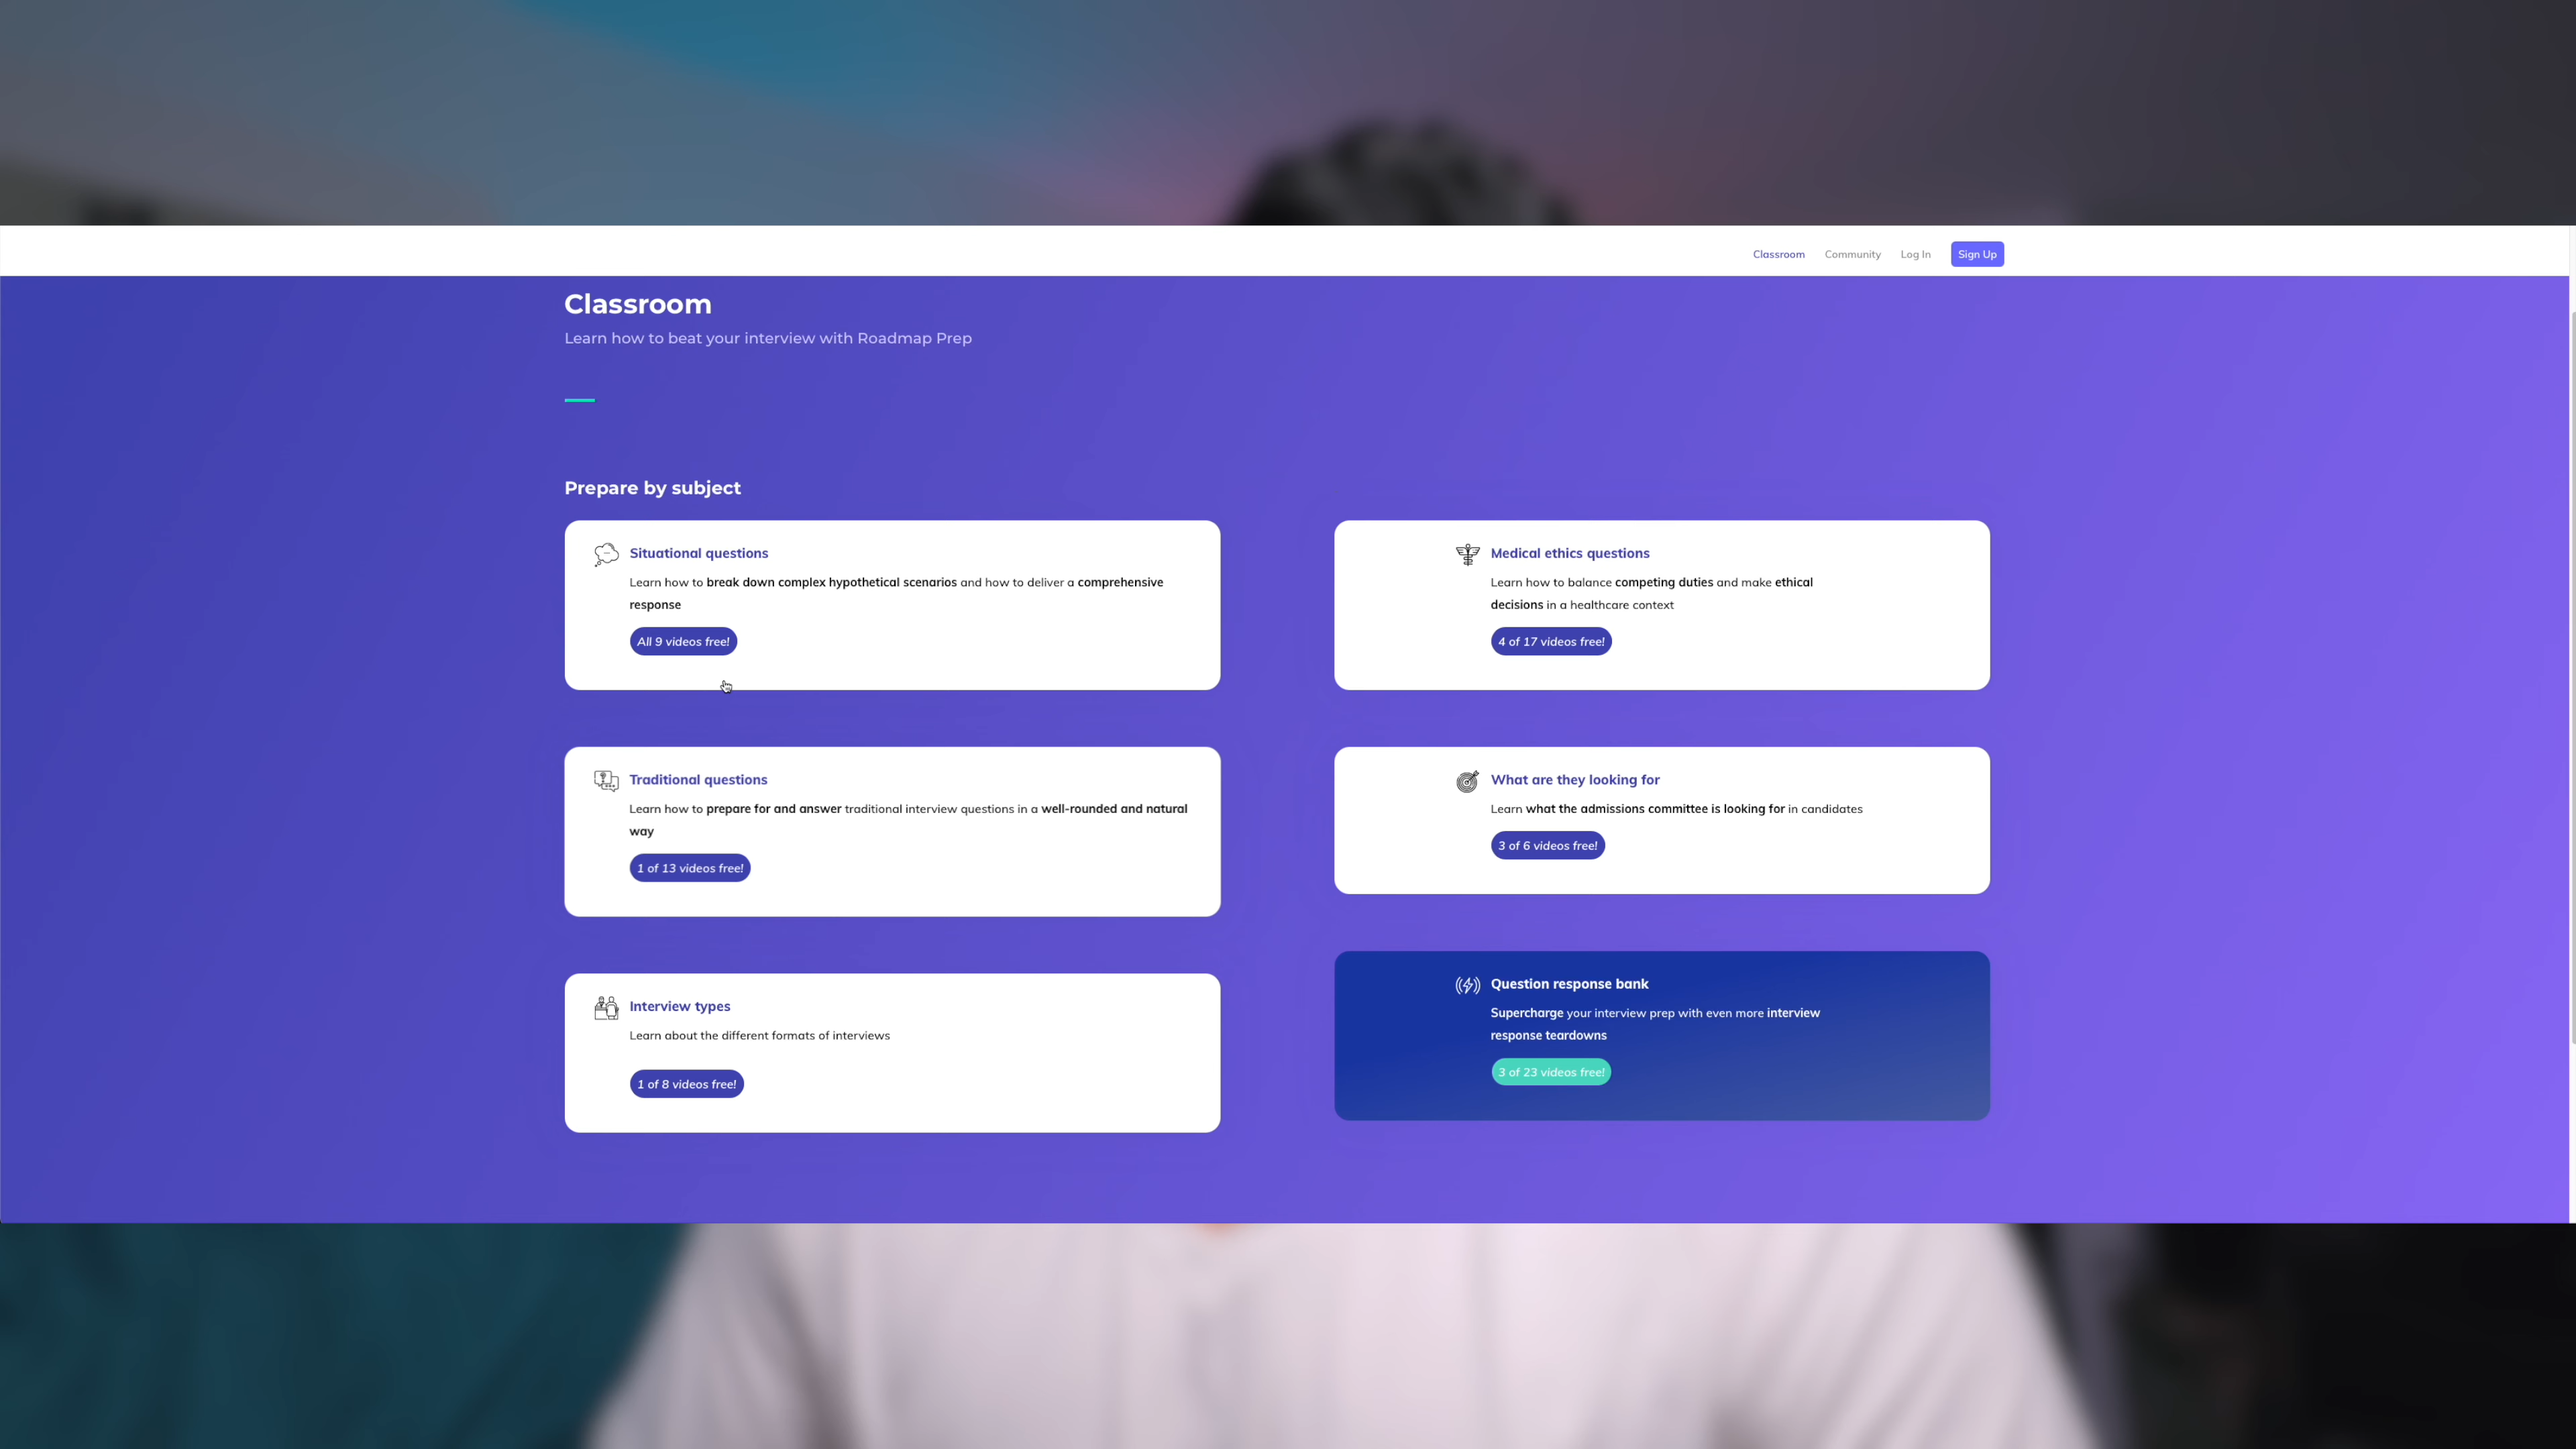 Classroom Community Log In Sign Up
Classroom
Learn how to beat your interview with Roadmap Prep
Prepare by subject
Situational questions
Learn how to break down complex hypothetical scenarios and how to deliver a comprehensive
response
All 9 videos free!
Medical ethics questions
Learn how to balance competing duties and make ethical
decisions in a healthcare context
4 of 17 videos free!
Traditional questions
Learn how to prepare for and answer traditional interview questions in a well-rounded and natural
way
1 of 13 videos free!
What are they looking for
Learn what the admissions committee is looking for in candidates
3 of 6 videos free!
Interview types
Learn about the different formats of interviews
1 of 8 videos free!
Question response bank
Supercharge your interview prep with even more interview
response teardowns
3 of 23 videos free!